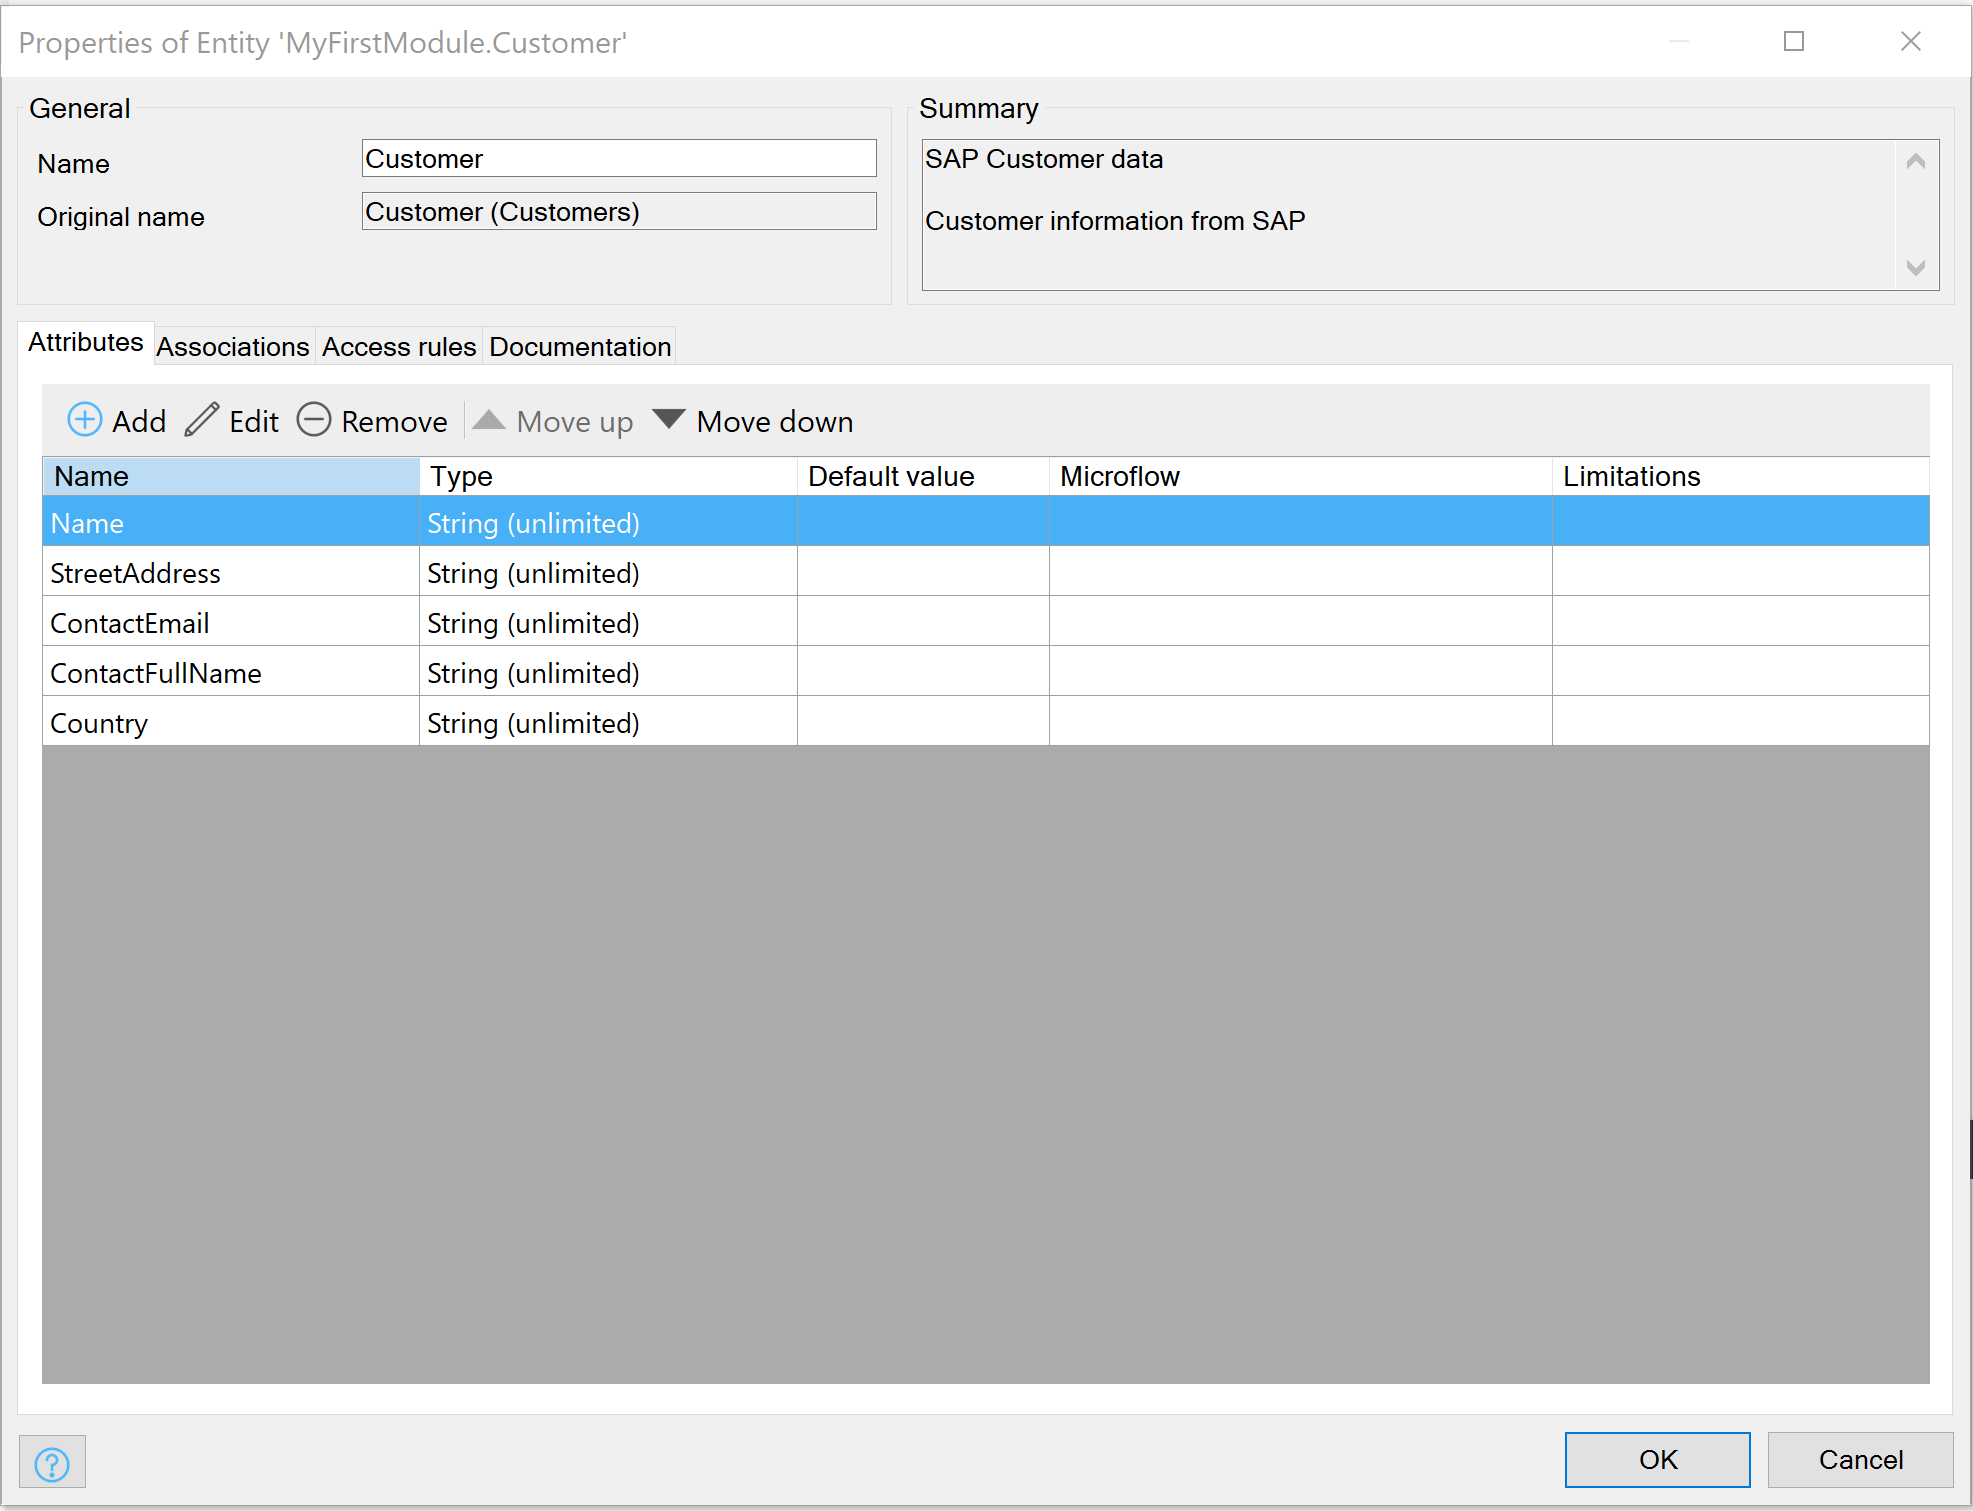 Properties of Entity 'MyFirstModule.Customer'
General
Name
Customer
Original name
Customer (Customers)
Summary
SAP Customer data
Customer information from SAP
Attributes Associations Access rules Documentation
Add Edit Remove Move up Move down
Name Type Default value Microflow Limitations
Name String (unlimited)
StreetAddress String (unlimited)
ContactEmail String (unlimited)
ContactFullName String (unlimited)
Country String (unlimited)
? OK Cancel